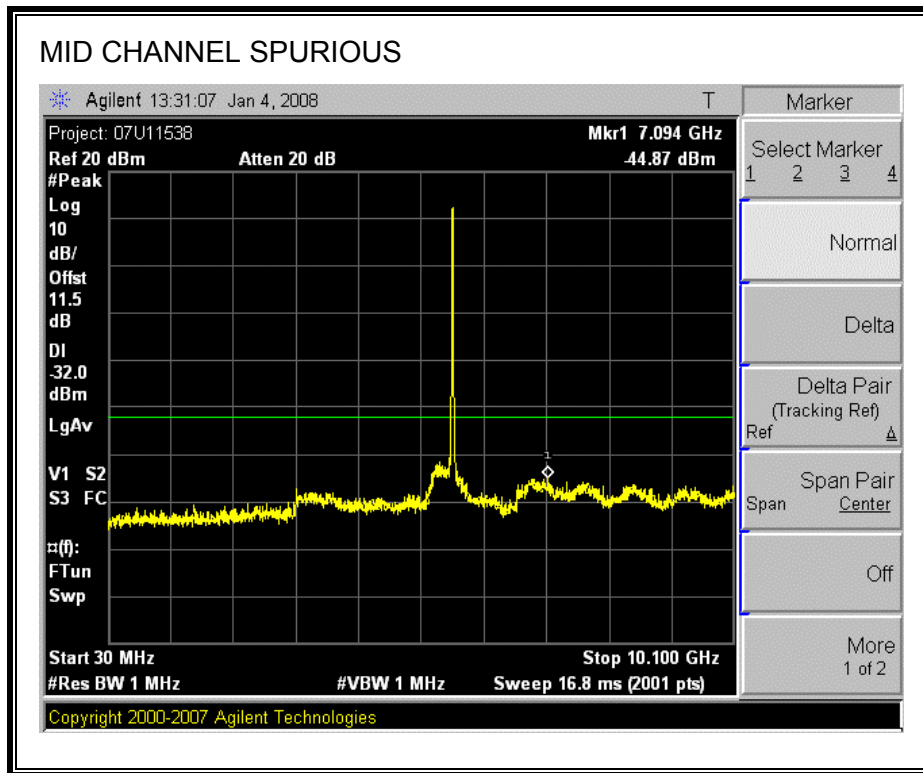 MID CHANNEL SPURIOUS
Agilent 13:31:07 Jan 4, 2008 T
Project: 07U11538 Mkr1 7.094 GHz
Ref 20 dBm Atten 20 dB -44.87 dBm
#Peak
Log
10
dB/
Offst
11.5
dB
DI
-32.0
dBm
LgAv
V1 S2
S3 FC
¤(f):
FTun
Swp
1
Start 30 MHz Stop 10.100 GHz
#Res BW 1 MHz #VBW 1 MHz Sweep 16.8 ms (2001 pts)
Copyright 2000-2007 Agilent Technologies
Marker
Select Marker
1 2 3 4
Normal
Delta
Delta Pair
(Tracking Ref)
Ref Δ
Span Pair
Span Center
Off
More
1 of 2